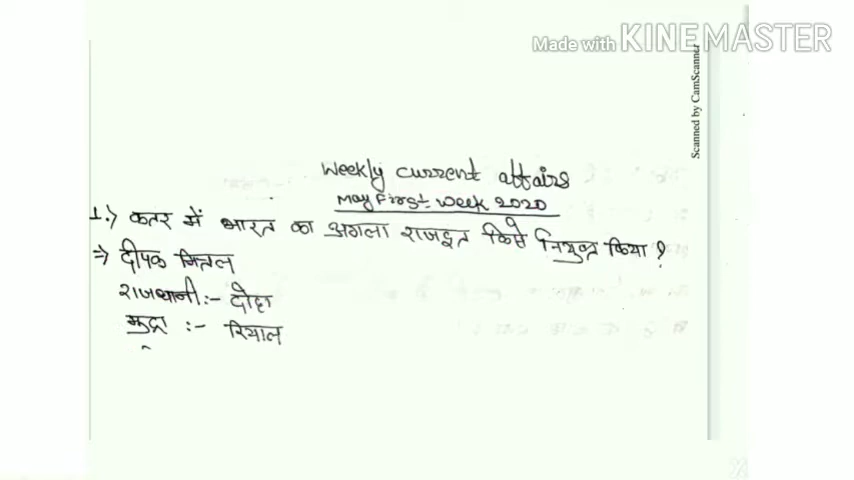 Made with KINEMASTER
Scanned by CamScanner
Weekly current affairs
May First week 2020
1.) कतर में भारत का अगला राजदूत किसे नियुक्त किया?
⇒ दीपक मित्तल
राजधानी :- दोहा
मुद्रा :- रियाल